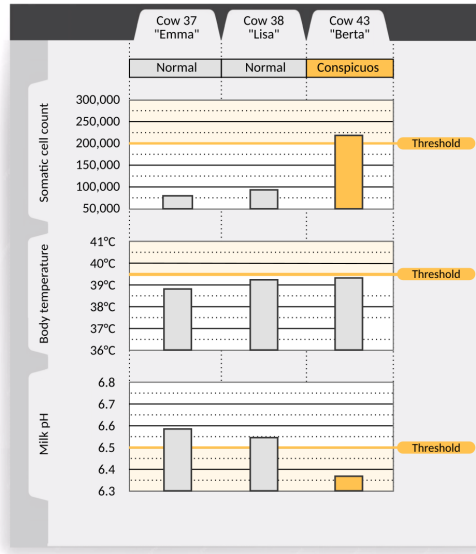 Cow 37
"Emma"
Cow 38
"Lisa"
Cow 43
"Berta"
Normal
Normal
Conspicuos
Somatic cell count
300,000
250,000
200,000
150,000
100,000
50,000
Threshold
Body temperature
41°C
40°C
39°C
38°C
37°C
36°C
Threshold
Milk pH
6.8
6.7
6.6
6.5
6.4
6.3
Threshold